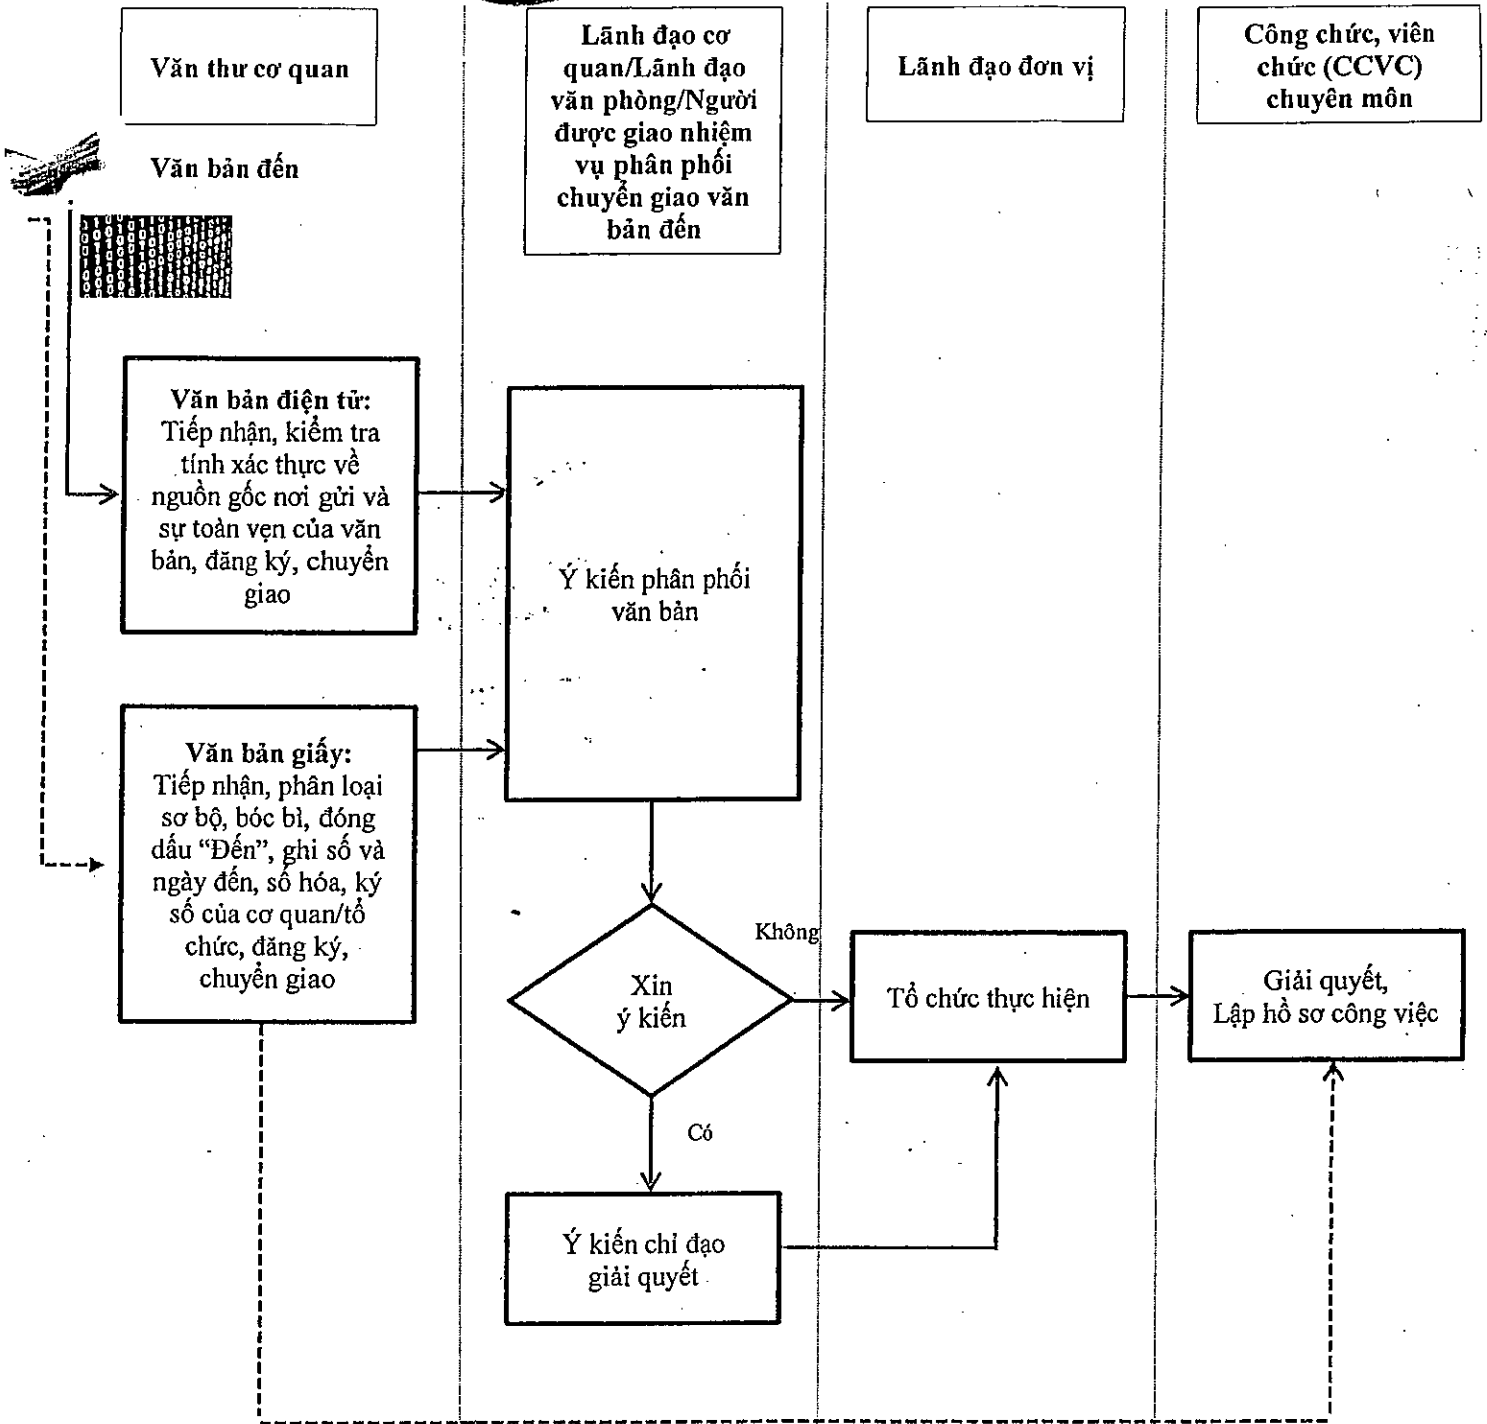 Văn thư cơ quan
Lãnh đạo cơ
quan/Lãnh đạo
văn phòng/Người
được giao nhiệm
vụ phân phối
chuyển giao văn
bản đến
Lãnh đạo đơn vị
Công chức, viên
chức (CCVC)
chuyên môn
Văn bản đến
Văn bản điện tử:
Tiếp nhận, kiểm tra
tính xác thực về
nguồn gốc nơi gửi và
sự toàn vẹn của văn
bản, đăng ký, chuyển
giao
Ý kiến phân phối
văn bản
Văn bản giấy:
Tiếp nhận, phân loại
sơ bộ, bóc bì, đóng
dấu “Đến”, ghi số và
ngày đến, số hóa, ký
số của cơ quan/tổ
chức, đăng ký,
chuyển giao
Xin
ý kiến
Không
Tổ chức thực hiện
Giải quyết,
Lập hồ sơ công việc
Có
Ý kiến chỉ đạo
giải quyết